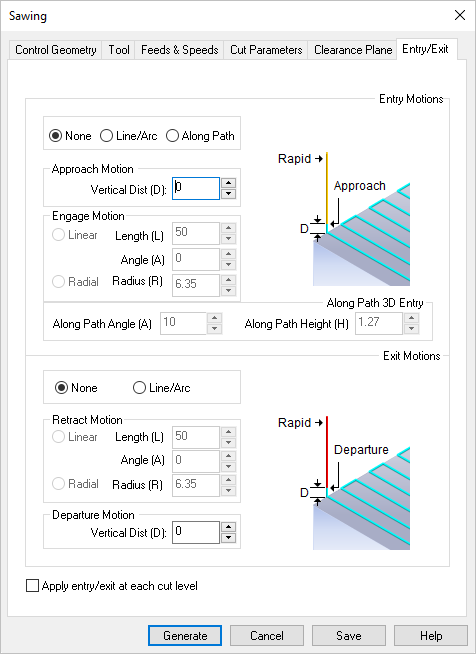 Sawing
Control Geometry Tool Feeds & Speeds Cut Parameters Clearance Plane Entry/Exit
Entry Motions
None Line/Arc Along Path
Approach Motion
Vertical Dist (D): 0
Engage Motion
Linear Length (L) 50
Angle (A) 0
Radial Radius (R) 6.35
Rapid
Approach
D
Along Path 3D Entry
Along Path Angle (A) 10 Along Path Height (H) 1.27
Exit Motions
None Line/Arc
Retract Motion
Linear Length (L) 50
Angle (A) 0
Radial Radius (R) 6.35
Rapid
Departure
D
Departure Motion
Vertical Dist (D): 0
Apply entry/exit at each cut level
Generate Cancel Save Help